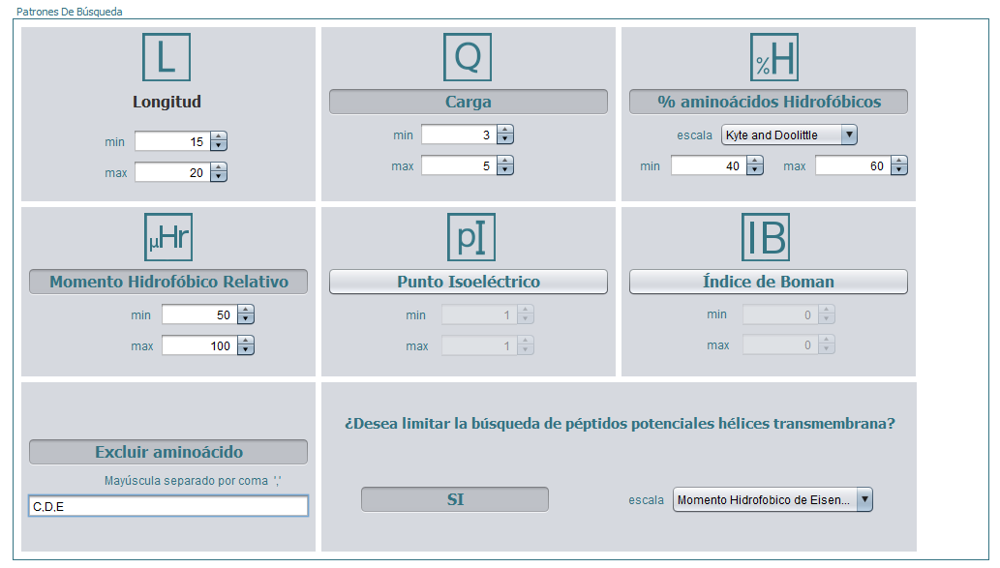 Patrones De Búsqueda
L
Longitud
min 15
max 20
Q
Carga
min 3
max 5
%H
% aminoácidos Hidrofóbicos
escala Kyte and Doolittle
min 40 max 60
µHr
Momento Hidrofóbico Relativo
min 50
max 100
pI
Punto Isoeléctrico
min 1
max 1
IB
Índice de Boman
min 0
max 0
Excluir aminoácido
Mayúscula separado por coma ','
C,D,E
¿Desea limitar la búsqueda de péptidos potenciales hélices transmembrana?
SI
escala Momento Hidrofobico de Eisen...